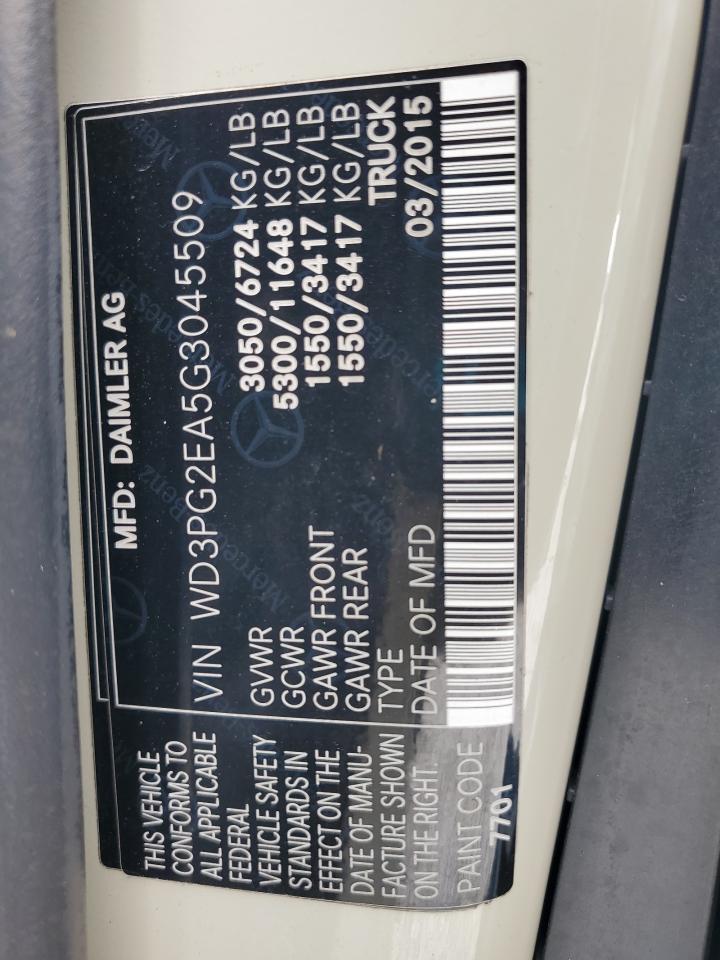 MFD: DAIMLER AG
VIN WD3PG2EA5G3045509
GVWR 3050/6724 KG/LB
GCWR 5300/11648 KG/LB
GAWR FRONT 1550/3417 KG/LB
GAWR REAR 1550/3417 KG/LB
TYPE TRUCK
DATE OF MFD 03/2015
THIS VEHICLE
CONFORMS TO
ALL APPLICABLE
FEDERAL
VEHICLE SAFETY
STANDARDS IN
EFFECT ON THE
DATE OF MANU-
FACTURE SHOWN
ON THE RIGHT.
PAINT CODE
7701